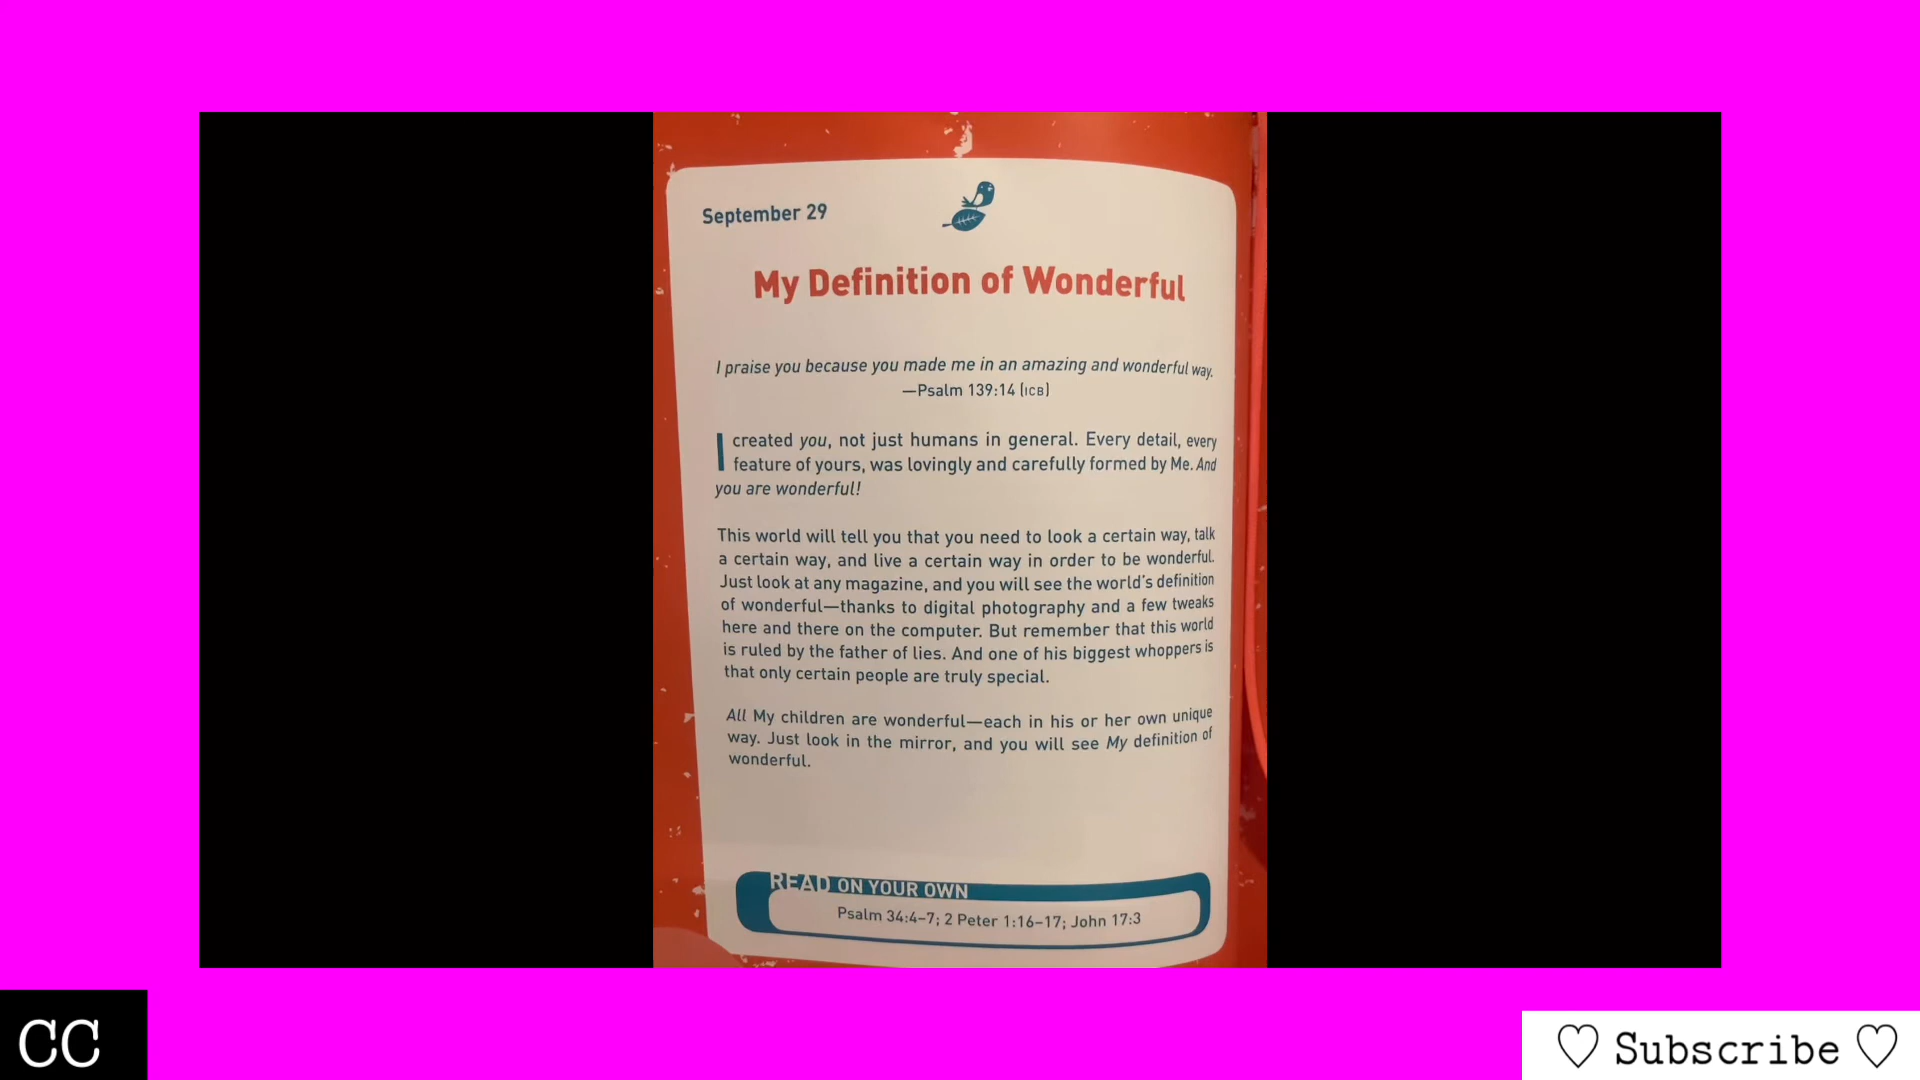 September 29
My Definition of Wonderful
I praise you because you made me in an amazing and wonderful way.
—Psalm 139:14 (ICB)
I created you, not just humans in general. Every detail, every
feature of yours, was lovingly and carefully formed by Me. And
you are wonderful!
This world will tell you that you need to look a certain way, talk
a certain way, and live a certain way in order to be wonderful.
Just look at any magazine, and you will see the world's definition
of wonderful—thanks to digital photography and a few tweaks
here and there on the computer. But remember that this world
is ruled by the father of lies. And one of his biggest whoppers is
that only certain people are truly special.
All My children are wonderful—each in his or her own unique
way. Just look in the mirror, and you will see My definition of
wonderful.
READ ON YOUR OWN
Psalm 34:4–7; 2 Peter 1:16–17; John 17:3
CC
♡ Subscribe ♡